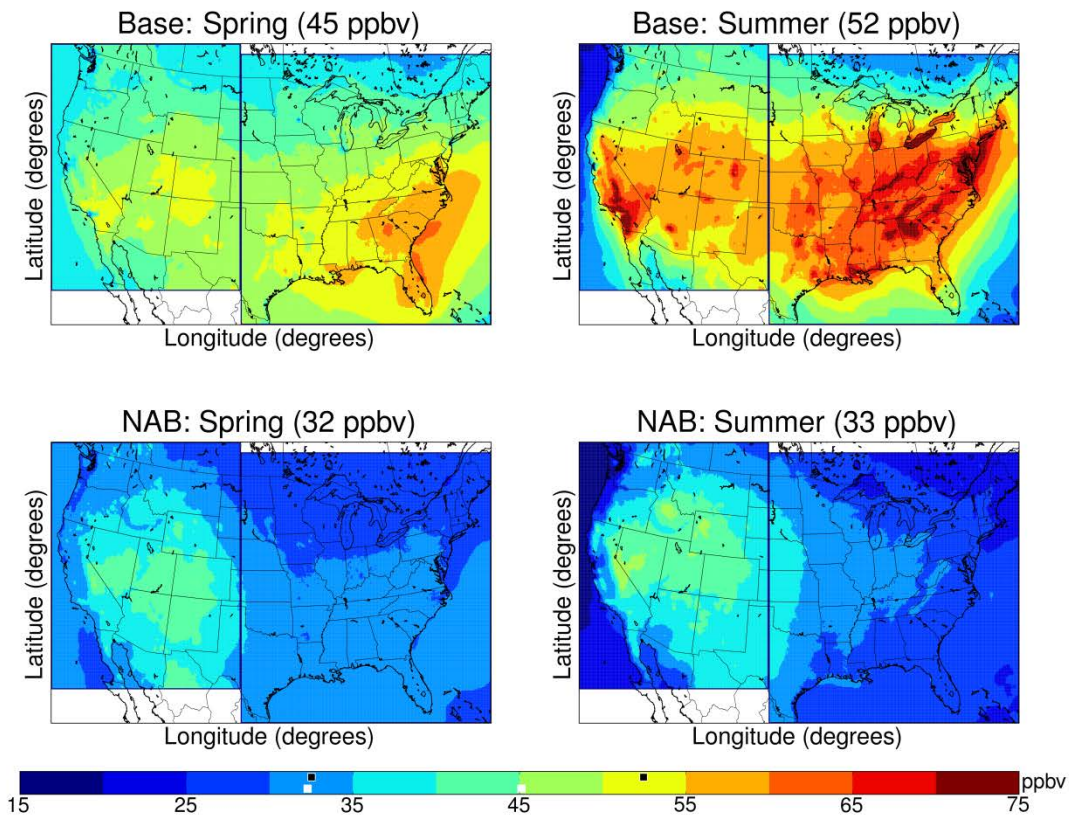 Base: Spring (45 ppbv)
Base: Summer (52 ppbv)
Latitude (degrees)
Latitude (degrees)
Longitude (degrees)
Longitude (degrees)
NAB: Spring (32 ppbv)
NAB: Summer (33 ppbv)
Latitude (degrees)
Latitude (degrees)
Longitude (degrees)
Longitude (degrees)
ppbv
15 25 35 45 55 65 75